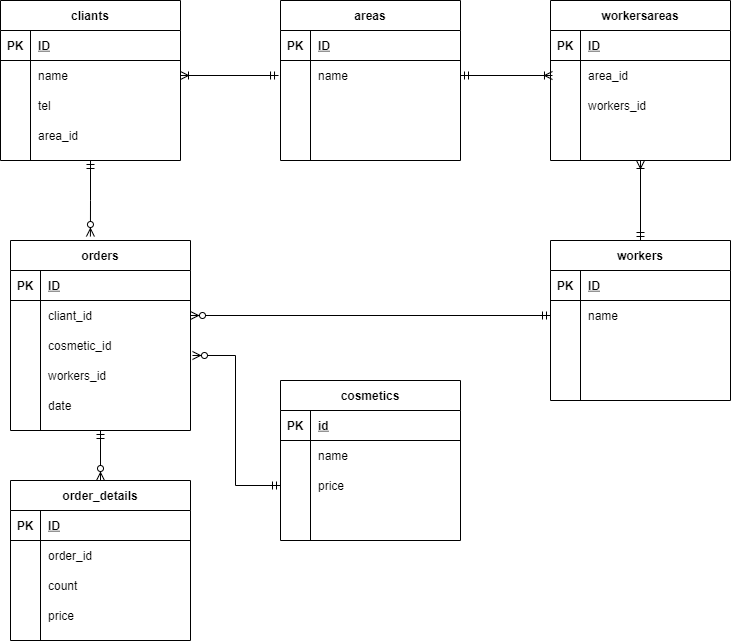 cliants
PK ID
name
tel
area_id
areas
PK ID
name
workersareas
PK ID
area_id
workers_id
orders
PK ID
cliant_id
cosmetic_id
workers_id
date
workers
PK ID
name
cosmetics
PK id
name
price
order_details
PK ID
order_id
count
price